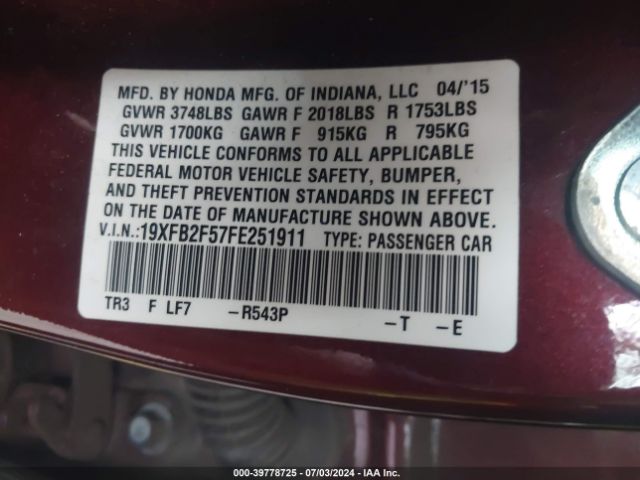 MFD. BY HONDA MFG. OF INDIANA, LLC 04/'15
GVWR 3748LBS GAWR F 2018LBS R 1753LBS
GVWR 1700KG GAWR F 915KG R 795KG
THIS VEHICLE CONFORMS TO ALL APPLICABLE
FEDERAL MOTOR VEHICLE SAFETY, BUMPER,
AND THEFT PREVENTION STANDARDS IN EFFECT
ON THE DATE OF MANUFACTURE SHOWN ABOVE.
V.I.N.:19XFB2F57FE251911 TYPE: PASSENGER CAR
TR3 F LF7 -R543P -T -E
000-39778725 | 07/03/2024 | IAA Inc.